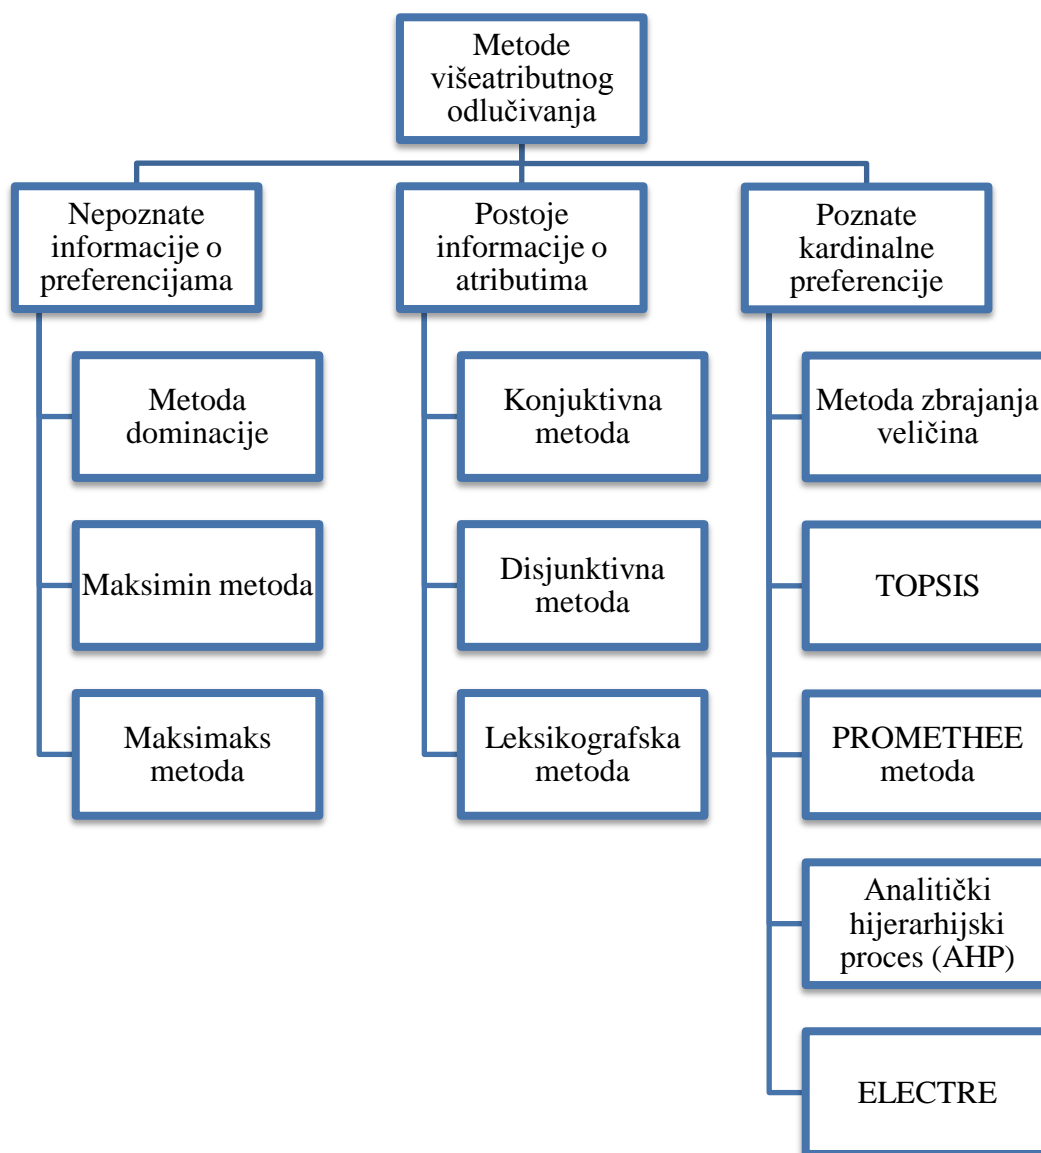 Metode
višeatributnog
odlučivanja
Nepoznate
informacije o
preferencijama
Postoje
informacije o
atributima
Poznate
kardinalne
preferencije
Metoda
dominacije
Konjuktivna
metoda
Metoda zbrajanja
veličina
Maksimin metoda
Disjunktivna
metoda
TOPSIS
Maksimaks
metoda
Leksikografska
metoda
PROMETHEE
metoda
Analitički
hijerarhijski
proces (AHP)
ELECTRE